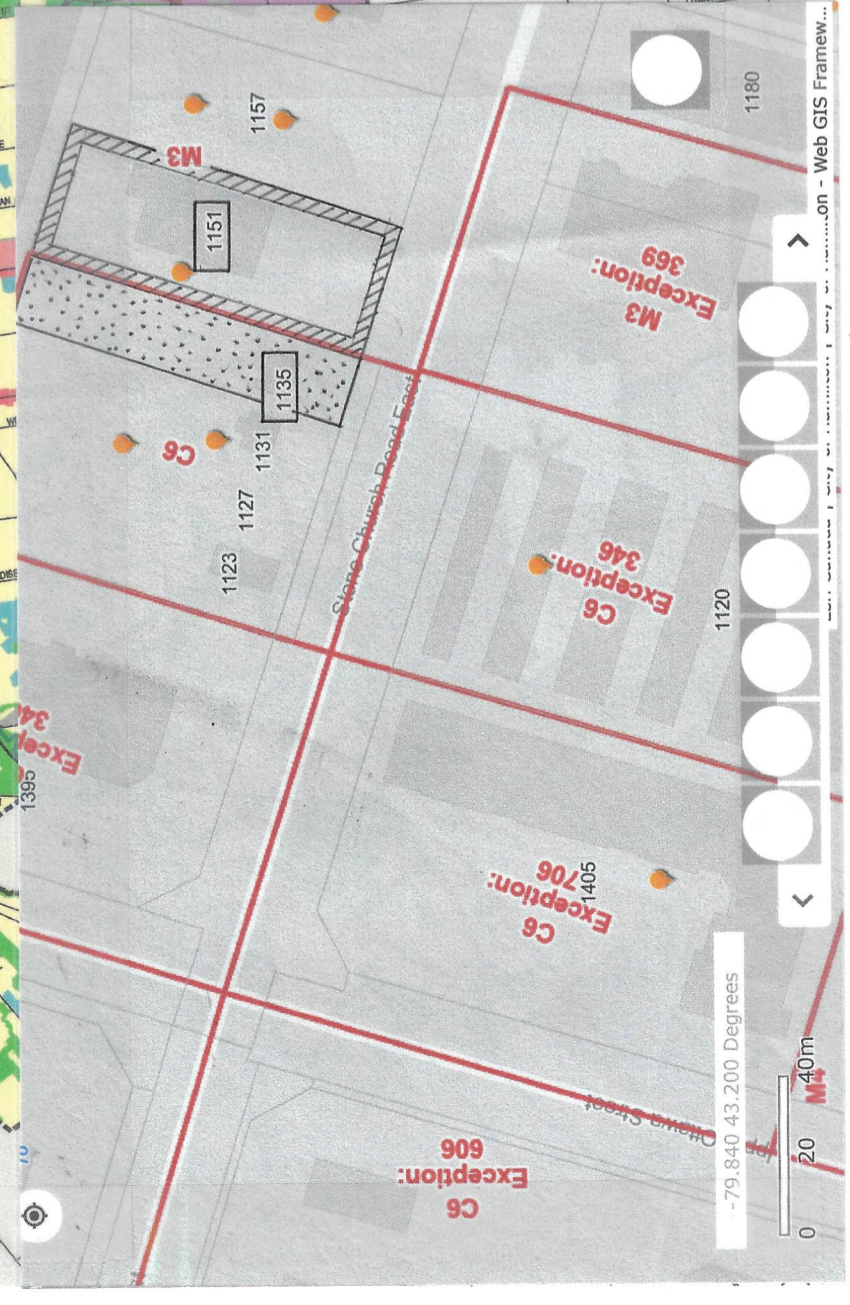 1157
M3
1151
1135
C6
1131
1127
1123
Stone Church Road East
1180
M3
Exception:
369
C6
Exception:
346
1120
1395
1405
C6
Exception:
706
C6
Exception:
606
Ottawa Street
M4
-79.840 43.200 Degrees
0 20 40m
on - Web GIS Framew...